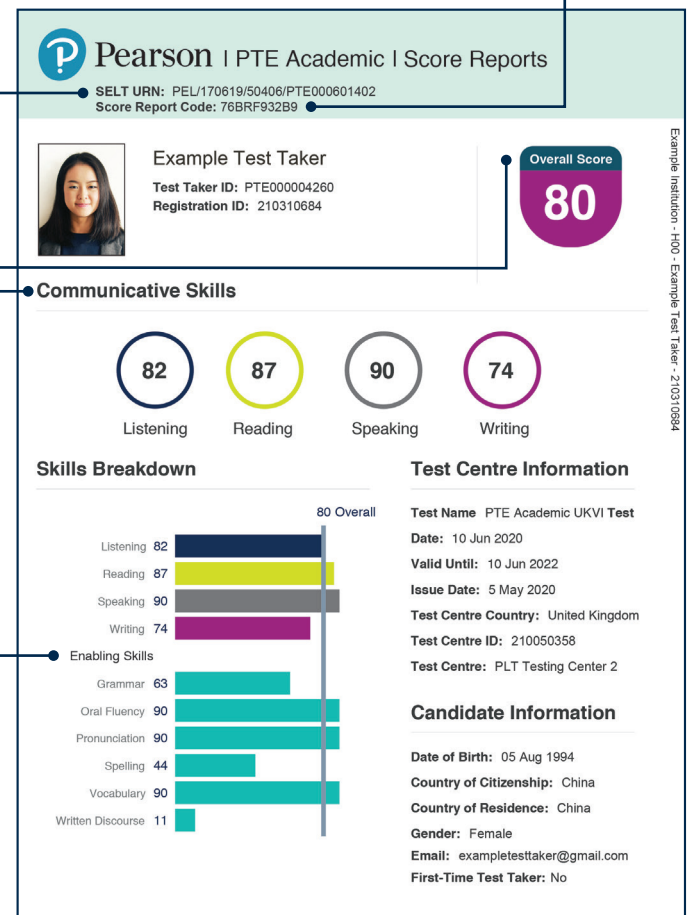 Pearson | PTE Academic | Score Reports
SELT URN: PEL/170619/50406/PTE000601402
Score Report Code: 76BRF932B9
Example Test Taker
Test Taker ID: PTE000004260
Registration ID: 210310684
Overall Score
80
Example Institution - H00 - Example Test Taker - 210310684
Communicative Skills
82 87 90 74
Listening Reading Speaking Writing
Skills Breakdown
80 Overall
Listening 82
Reading 87
Speaking 90
Writing 74
Enabling Skills
Grammar 63
Oral Fluency 90
Pronunciation 90
Spelling 44
Vocabulary 90
Written Discourse 11
Test Centre Information
Test Name PTE Academic UKVI Test
Date: 10 Jun 2020
Valid Until: 10 Jun 2022
Issue Date: 5 May 2020
Test Centre Country: United Kingdom
Test Centre ID: 210050358
Test Centre: PLT Testing Center 2
Candidate Information
Date of Birth: 05 Aug 1994
Country of Citizenship: China
Country of Residence: China
Gender: Female
Email: exampletesttaker@gmail.com
First-Time Test Taker: No